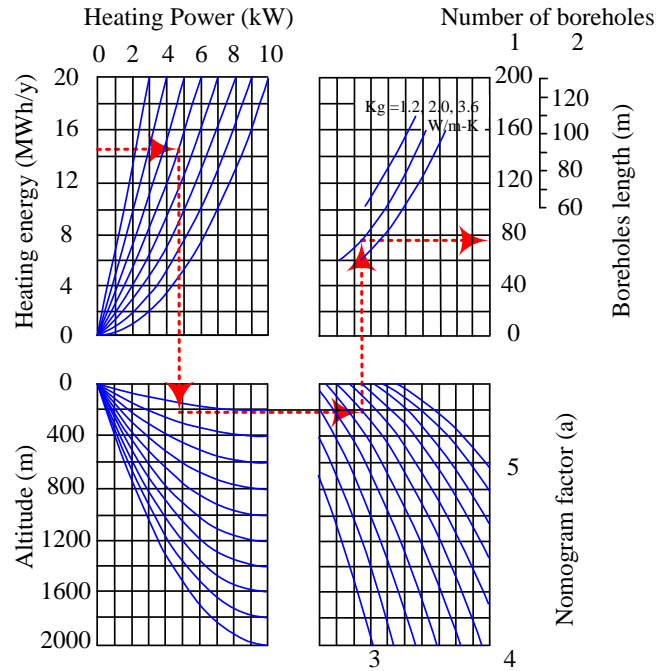 Heating Power (kW)
0 2 4 6 8 10
Heating energy (MWh/y)
20
16
12
8
4
0
Number of boreholes
1 2
Kg =1.2, 2.0, 3.6
W/m-K
200
160
120
80
40
0
120
100
80
60
Boreholes length (m)
Altitude (m)
0
400
800
1200
1600
2000
5
3
4
Nomogram factor (a)